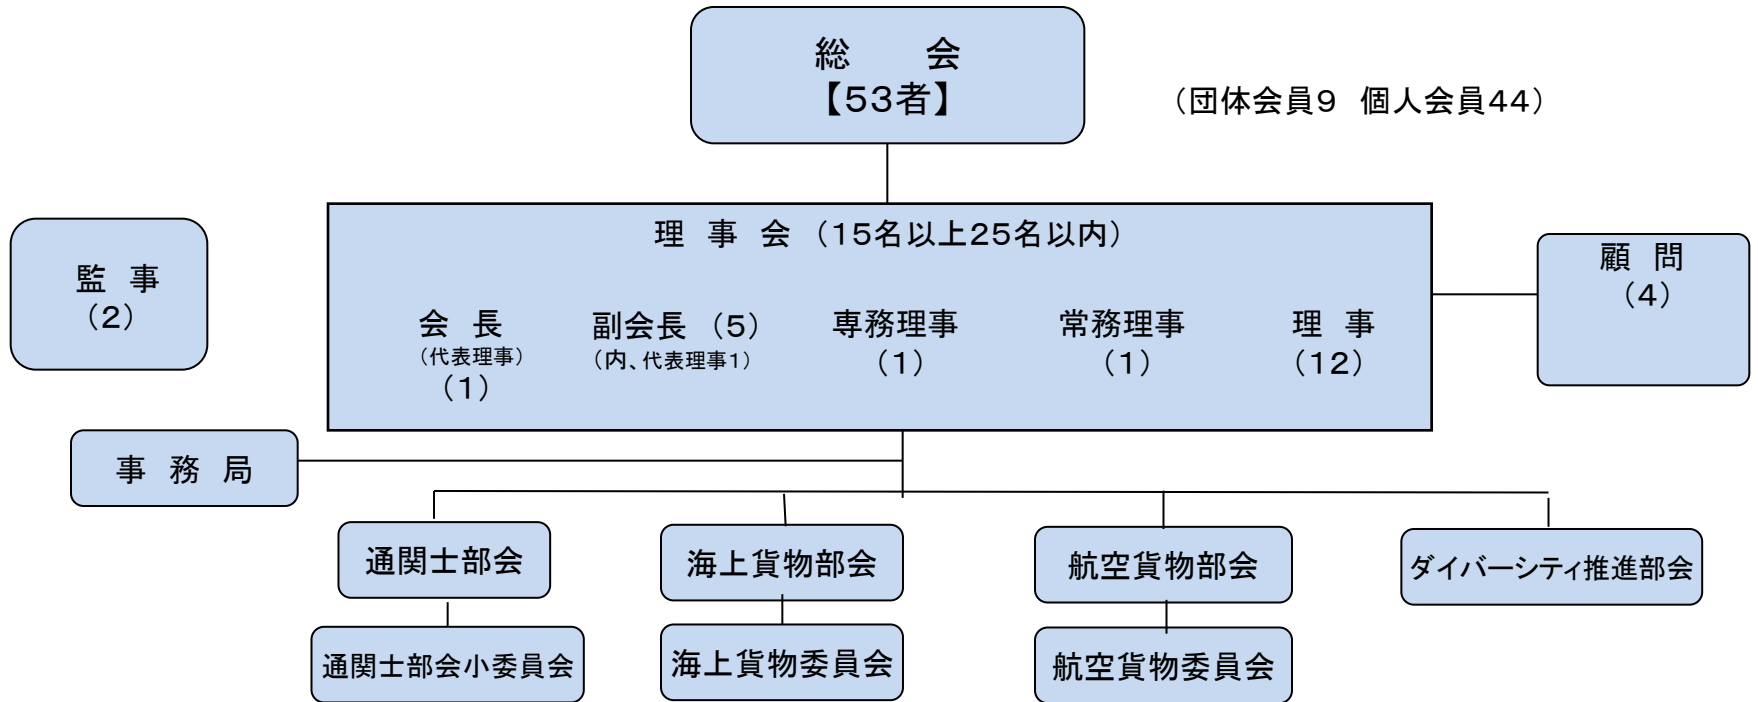 総　　会
【53者】
（団体会員9　個人会員44）
理　事　会　（15名以上25名以内）
監　事
（2）
顧　問
（4）
会　長
（代表理事）
（1）
副会長　（5）
（内、代表理事1）
専務理事
（1）
常務理事
（1）
理　事
（12）
事　務　局
通関士部会
海上貨物部会
航空貨物部会
ダイバーシティ推進部会
通関士部会小委員会
海上貨物委員会
航空貨物委員会